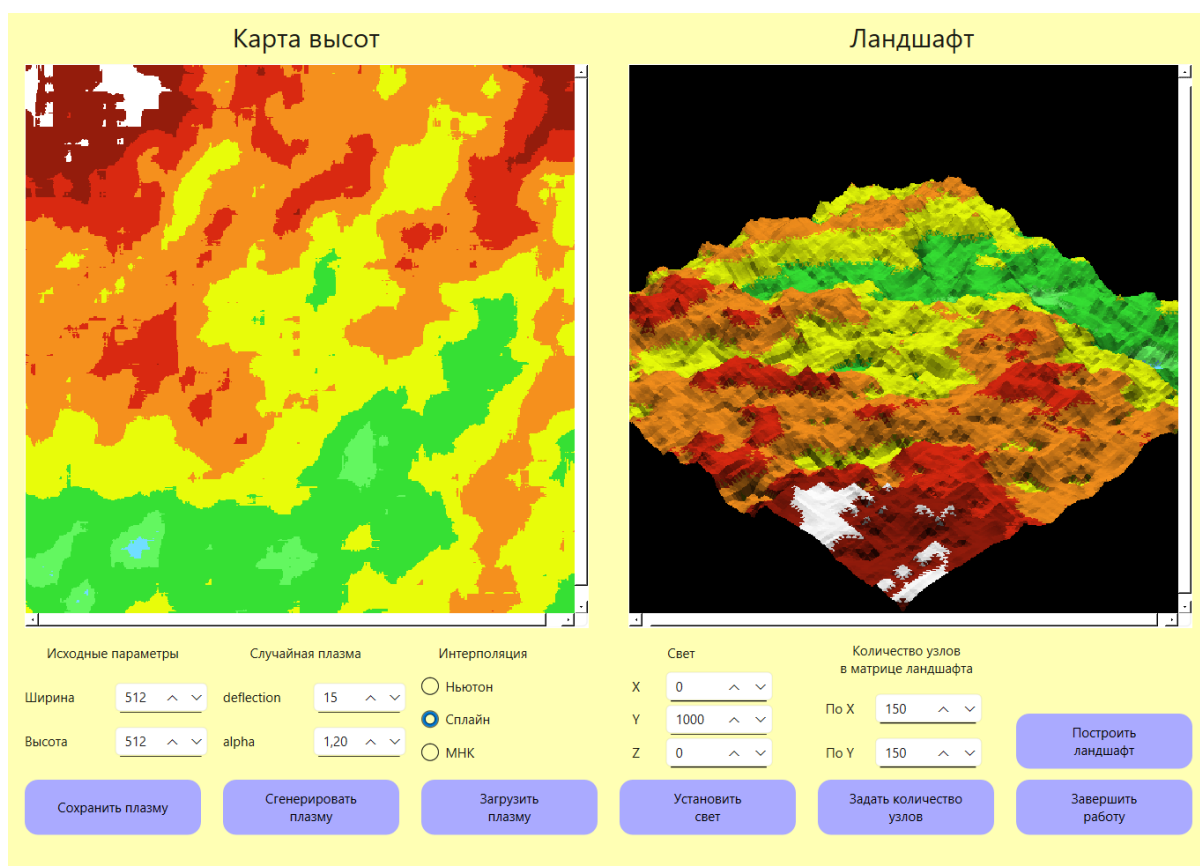 Карта высот
Ландшафт
Исходные параметры
Случайная плазма
Интерполяция
Свет
Количество узлов
в матрице ландшафта
Ширина
512
deflection
15
Ньютон
X
0
По X
150
Сплайн
Y
1000
Высота
512
alpha
1,20
МНК
Z
0
По Y
150
Построить
ландшафт
Сохранить плазму
Сгенерировать
плазму
Загрузить
плазму
Установить
свет
Задать количество
узлов
Завершить
работу